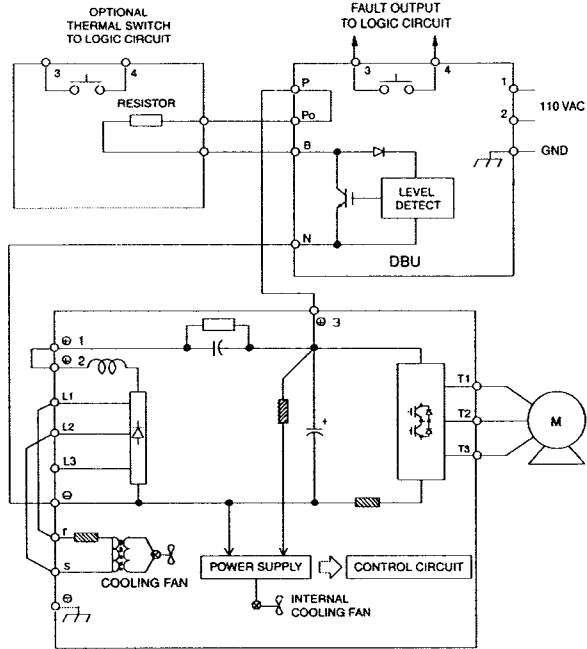 OPTIONAL
THERMAL SWITCH
TO LOGIC CIRCUIT
FAULT OUTPUT
TO LOGIC CIRCUIT
3
4
RESISTOR
P
3
4
1
110 VAC
Po
2
B
GND
LEVEL
DETECT
N
DBU
⊕ 3
⊕ 1
⊕ 2
L1
T1
L2
T2
M
L3
T3
⊖
r
s
COOLING FAN
POWER SUPPLY
CONTROL CIRCUIT
INTERNAL
COOLING FAN
+